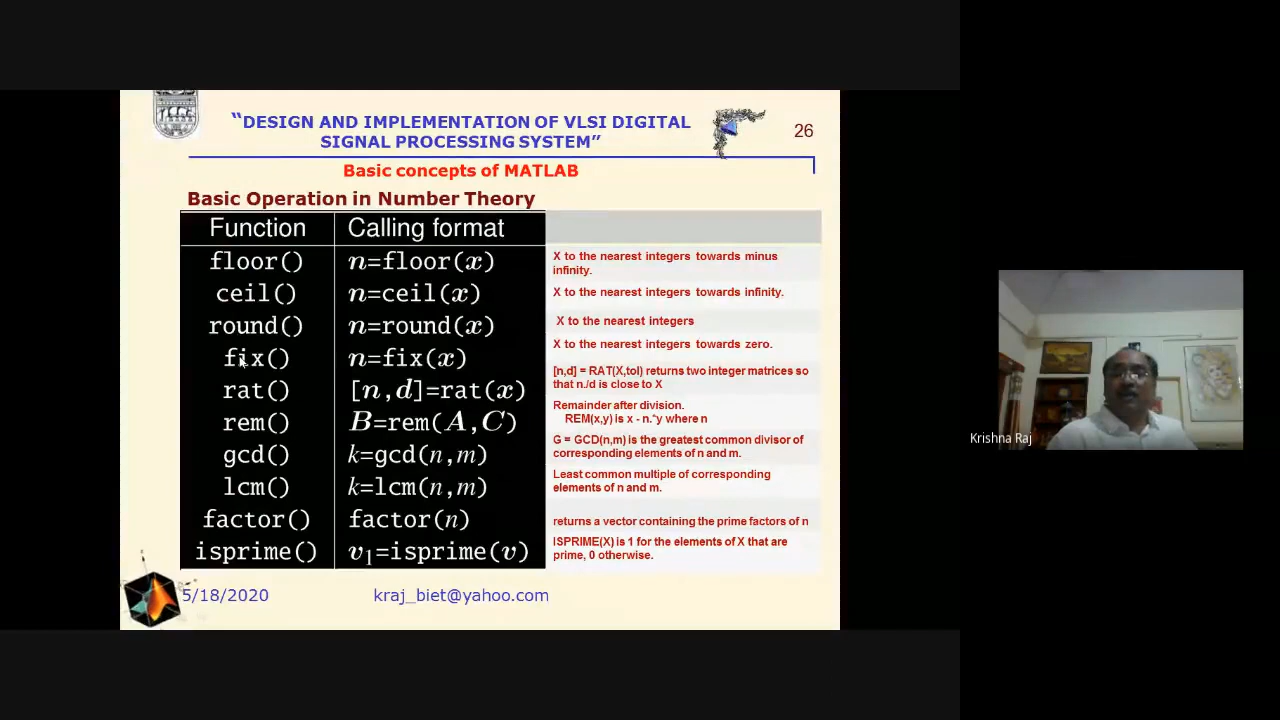 “DESIGN AND IMPLEMENTATION OF VLSI DIGITAL
SIGNAL PROCESSING SYSTEM”
26
Basic concepts of MATLAB
Basic Operation in Number Theory
Function Calling format
floor() n=floor(x) X to the nearest integers towards minus
infinity.
ceil() n=ceil(x) X to the nearest integers towards infinity.
round() n=round(x) X to the nearest integers
fix() n=fix(x) X to the nearest integers towards zero.
rat() [n,d]=rat(x) [n,d] = RAT(X,tol) returns two integer matrices so
that n./d is close to X
rem() B=rem(A,C) Remainder after division.
REM(x,y) is x - n.*y where n
gcd() k=gcd(n,m) G = GCD(n,m) is the greatest common divisor of
corresponding elements of n and m.
lcm() k=lcm(n,m) Least common multiple of corresponding
elements of n and m.
factor() factor(n) returns a vector containing the prime factors of n
isprime() v₁=isprime(v) ISPRIME(X) is 1 for the elements of X that are
prime, 0 otherwise.
5/18/2020 kraj_biet@yahoo.com
Krishna Raj